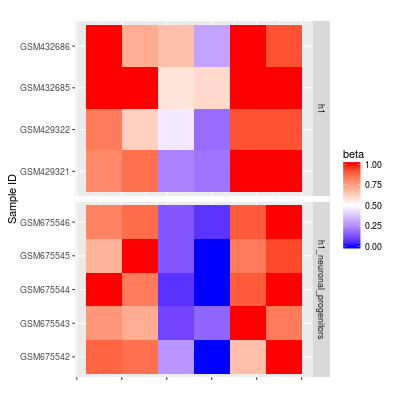 GSM432686
GSM432685
GSM429322
GSM429321
h1
GSM675546
GSM675545
GSM675544
GSM675543
GSM675542
h1_neuronal_progenitors
Sample ID
beta
1.00
0.75
0.50
0.25
0.00